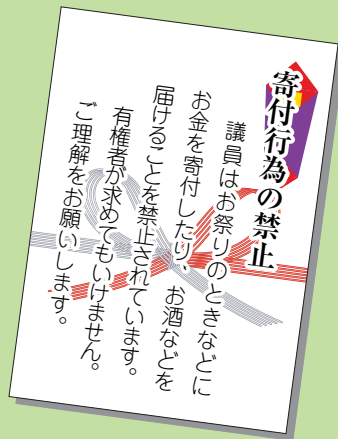 寄付行為の禁止
議員はお祭りのときなどに
お金を寄付したり、お酒などを
届けることを禁止されています。
有権者が求めてもいけません。
ご理解をお願いします。